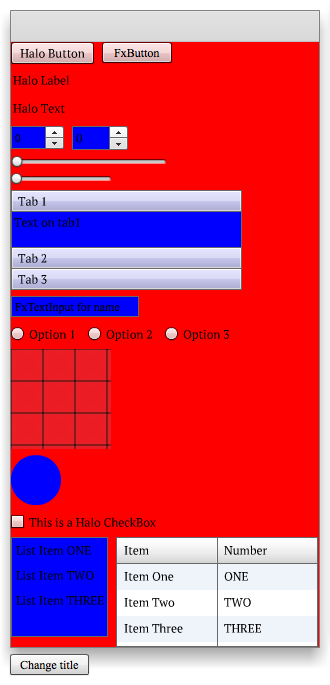 Halo Button FxButton
Halo Label
Halo Text
0 0
Tab 1
Text on tab1
Tab 2
Tab 3
FxTextInput for name
Option 1 Option 2 Option 3
This is a Halo CheckBox
List Item ONE
List Item TWO
List Item THREE
Item Number
Item One ONE
Item Two TWO
Item Three THREE
Change title